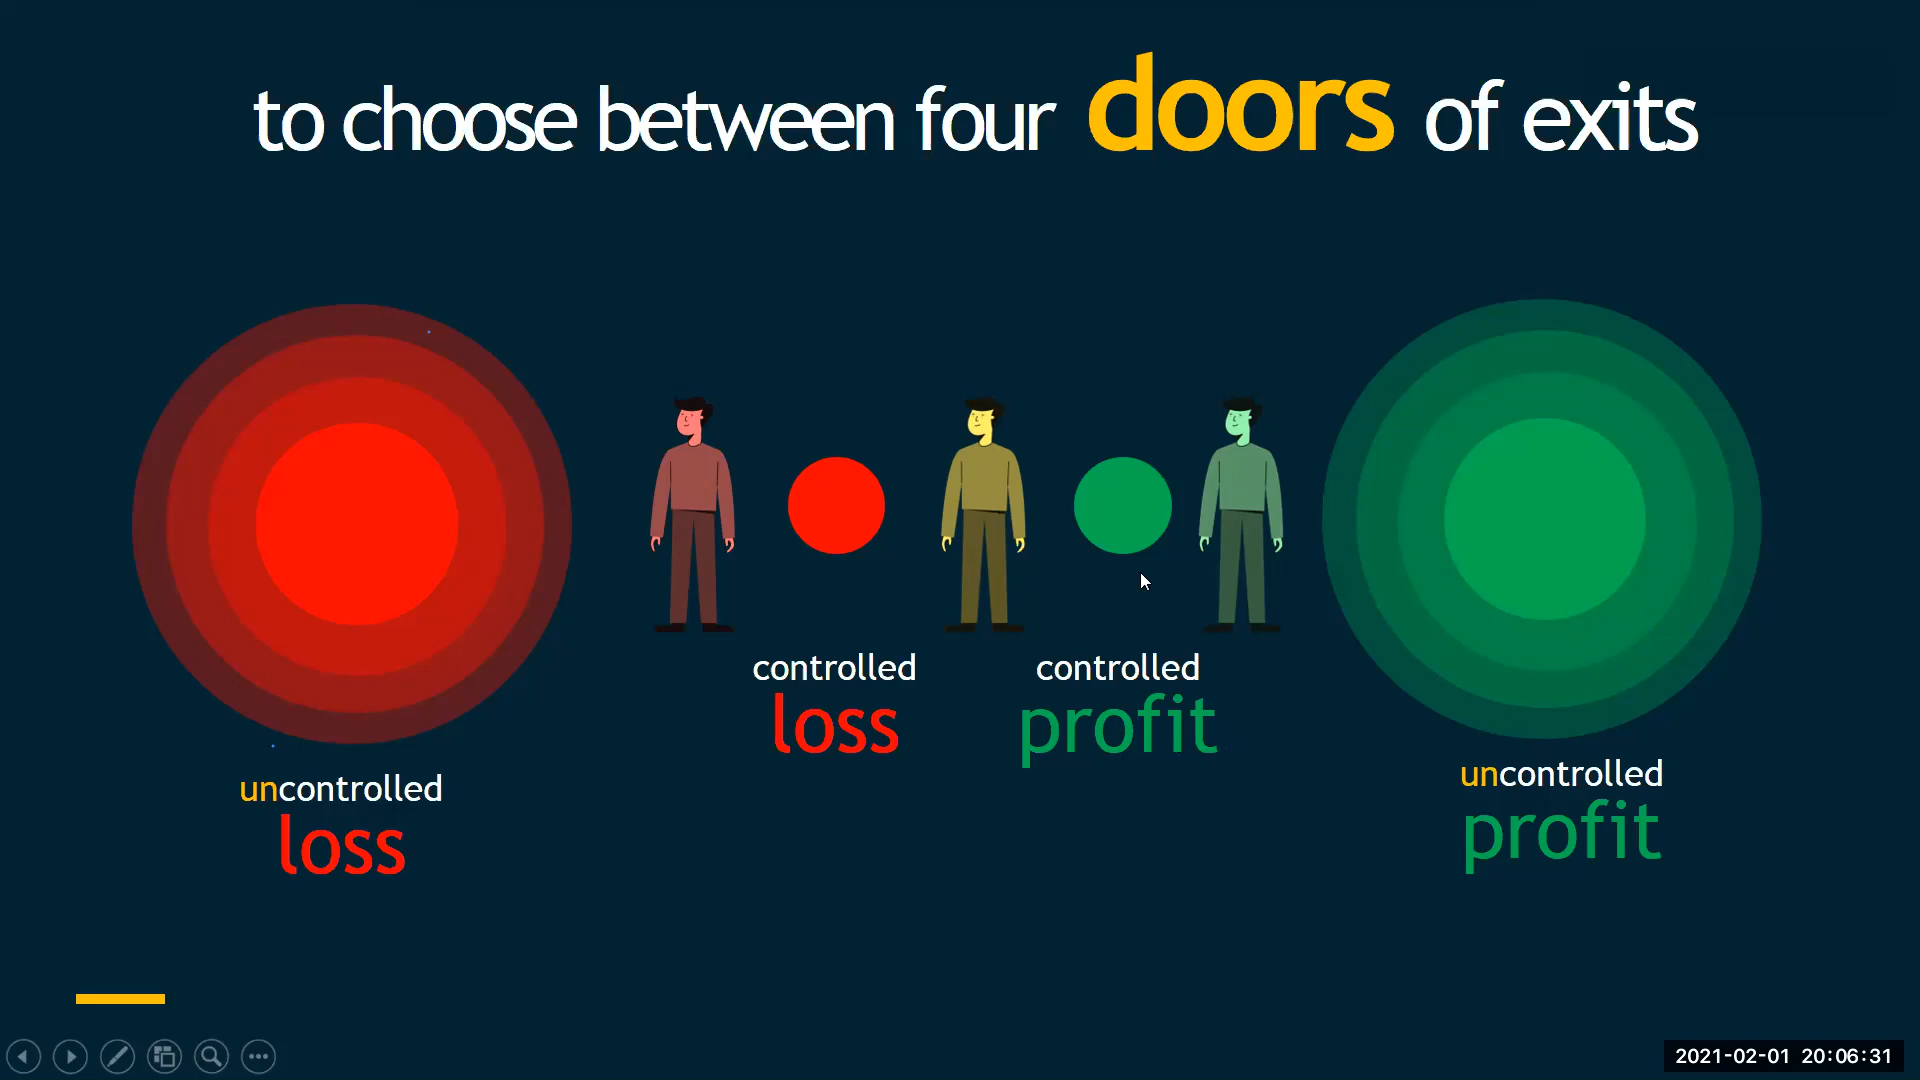 to choose between four doors of exits
controlled
loss
controlled
profit
uncontrolled
loss
uncontrolled
profit
2021-02-01 20:06:31